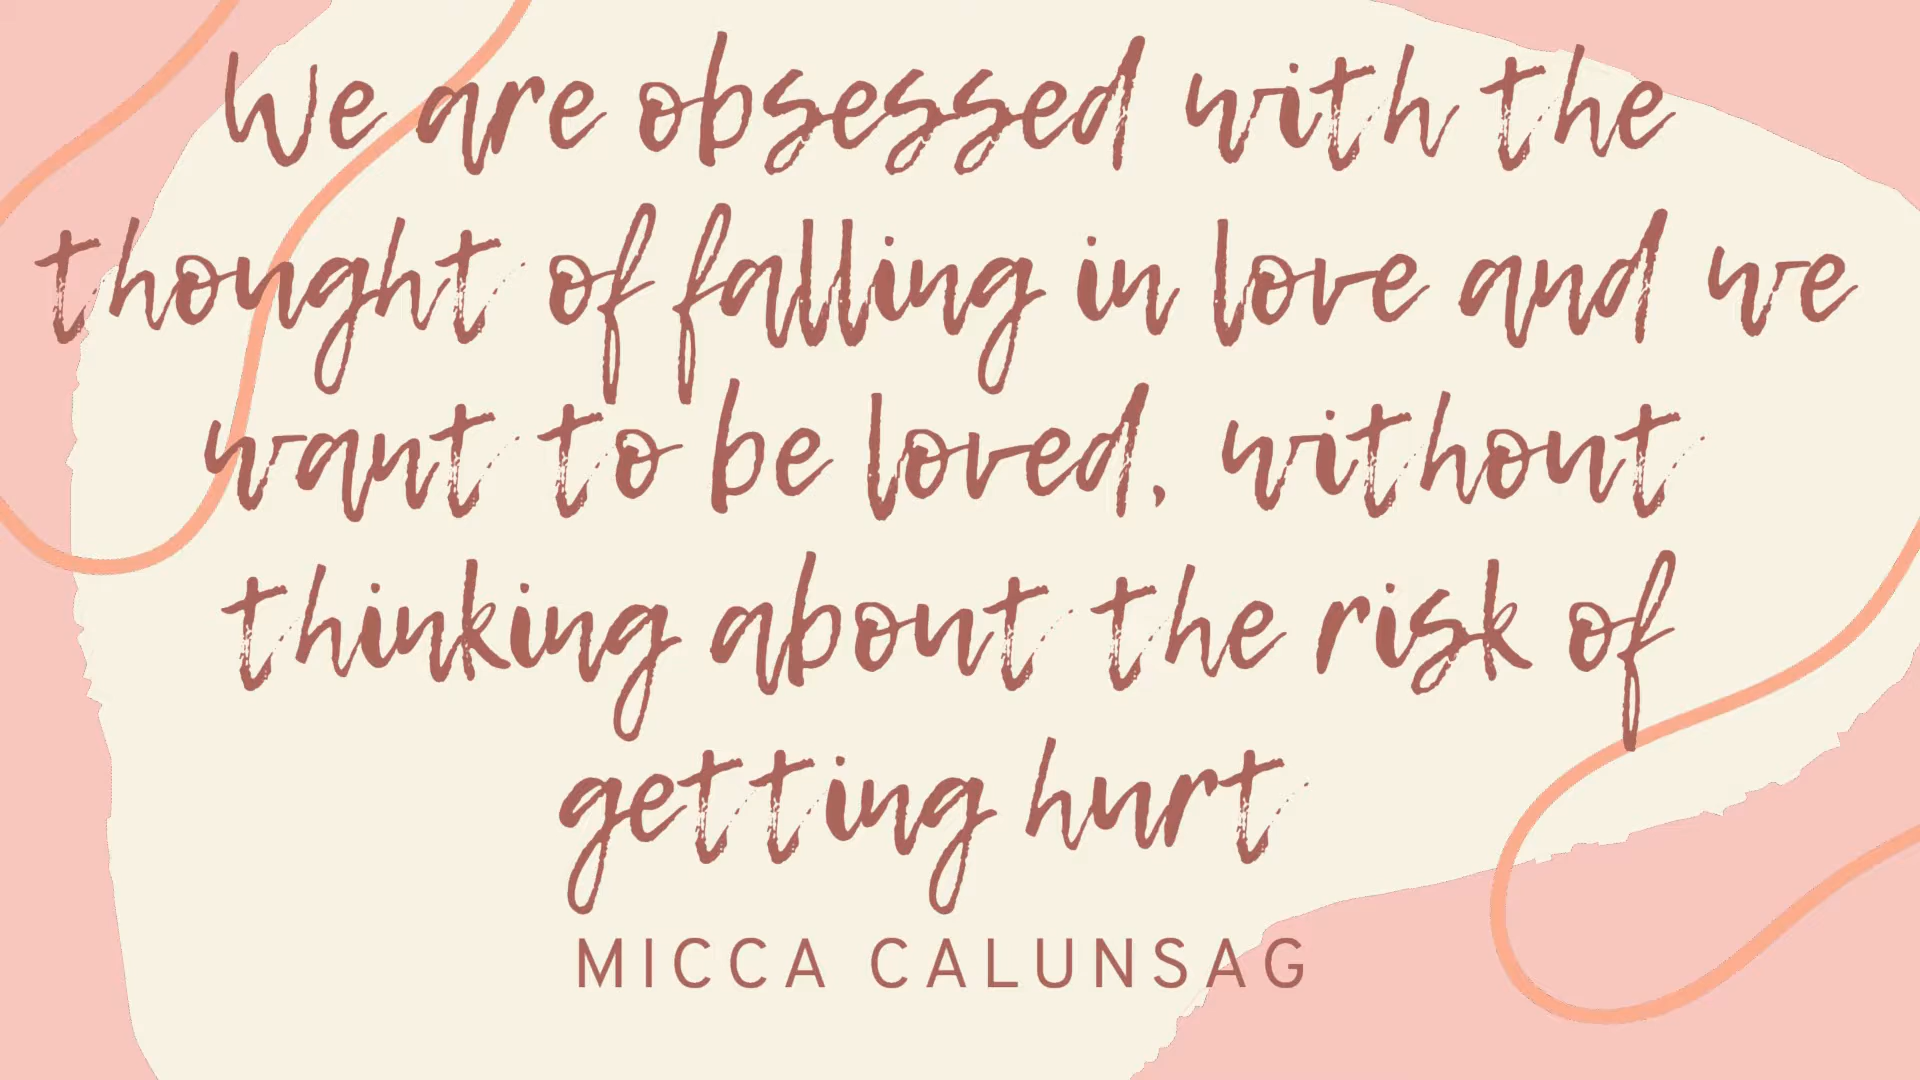 We are obsessed with the
thought of falling in love and we
want to be loved, without
thinking about the risk of
getting hurt
MICCA CALUNSAG